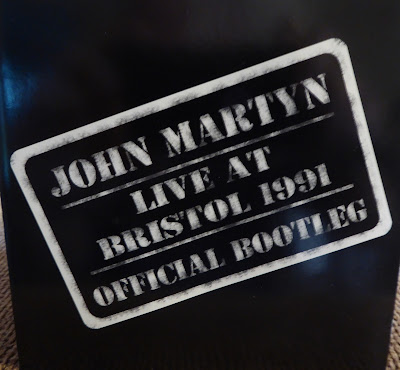 JOHN MARTYN
LIVE AT
BRISTOL 1991
OFFICIAL BOOTLEG